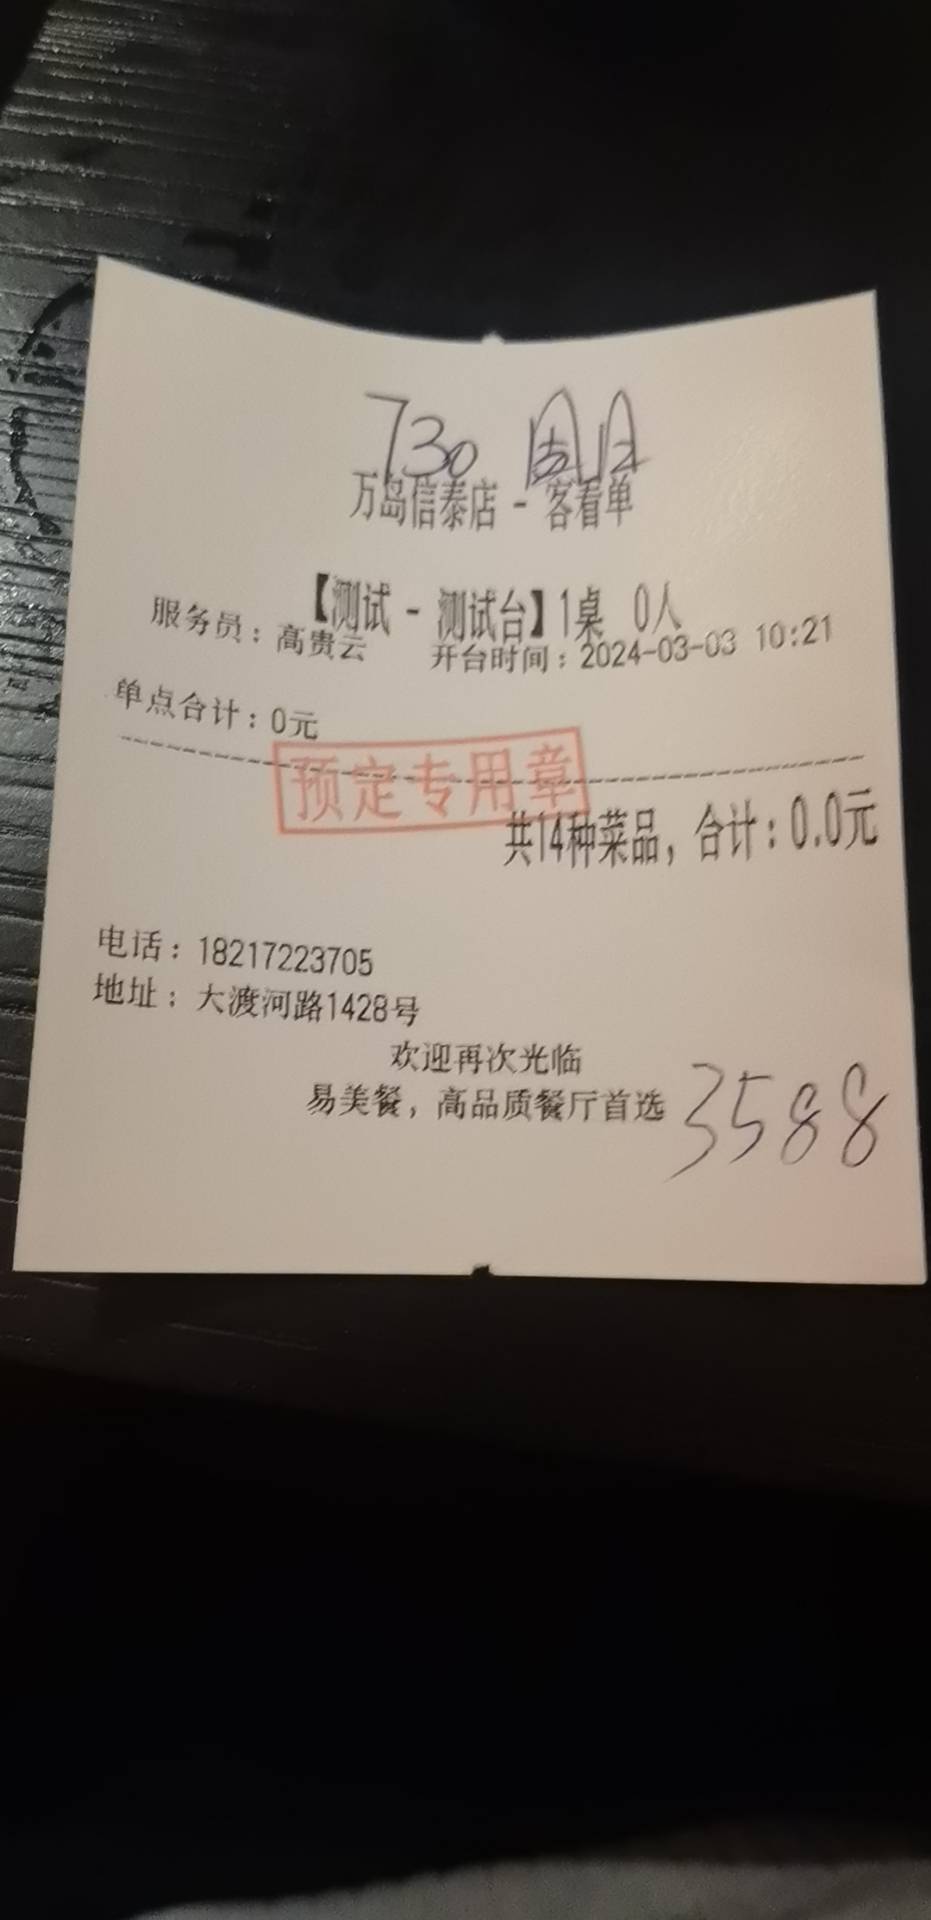 730 周
万岛信泰店 - 客看单
【测试 - 测试台】1桌 0人
服务员：高贵云 开台时间：2024-03-03 10:21
单点合计：0元
预定专用章
共14种菜品，合计：0.0元
电话：18217223705
地址：大渡河路1428号
欢迎再次光临
易美餐，高品质餐厅首选
3588